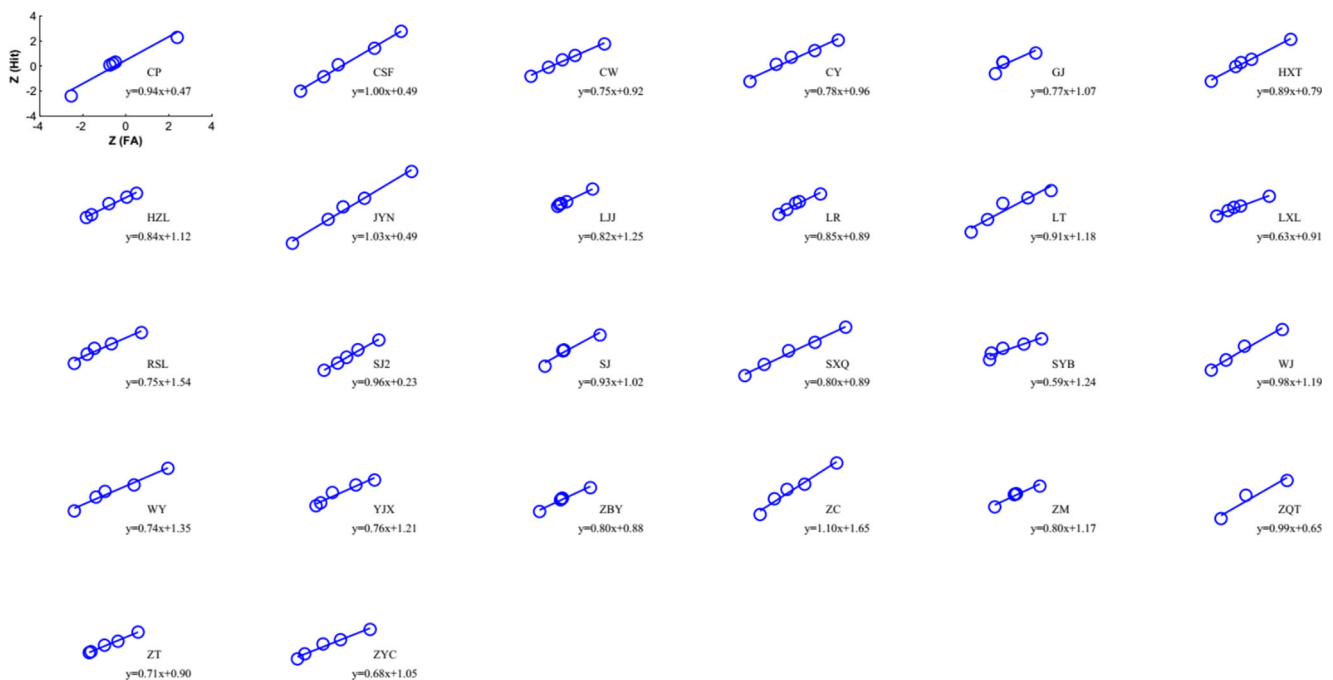 4
2
0
-2
-4
Z (Hit)
-4 -2 0 2 4
Z (FA)
CP
y=0.94x+0.47
CSF
y=1.00x+0.49
CW
y=0.75x+0.92
CY
y=0.78x+0.96
GJ
y=0.77x+1.07
HXT
y=0.89x+0.79
HZL
y=0.84x+1.12
JYN
y=1.03x+0.49
LJJ
y=0.82x+1.25
LR
y=0.85x+0.89
LT
y=0.91x+1.18
LXL
y=0.63x+0.91
RSL
y=0.75x+1.54
SJ2
y=0.96x+0.23
SJ
y=0.93x+1.02
SXQ
y=0.80x+0.89
SYB
y=0.59x+1.24
WJ
y=0.98x+1.19
WY
y=0.74x+1.35
YJX
y=0.76x+1.21
ZBY
y=0.80x+0.88
ZC
y=1.10x+1.65
ZM
y=0.80x+1.17
ZQT
y=0.99x+0.65
ZT
y=0.71x+0.90
ZYC
y=0.68x+1.05